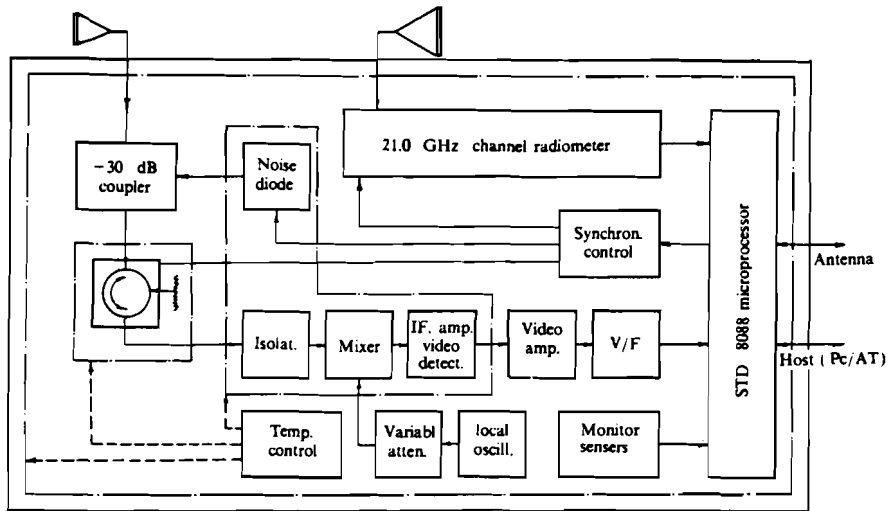 21.0 GHz channel radiometer
-30 dB
coupler
Noise
diode
Synchron.
control
STD 8088 microprocessor
Antenna
Isolat.
Mixer
IF. amp.
video
detect.
Video
amp.
V/F
Host ( Pc/AT)
Temp.
control
Variabl
atten.
local
oscill.
Monitor
sensers